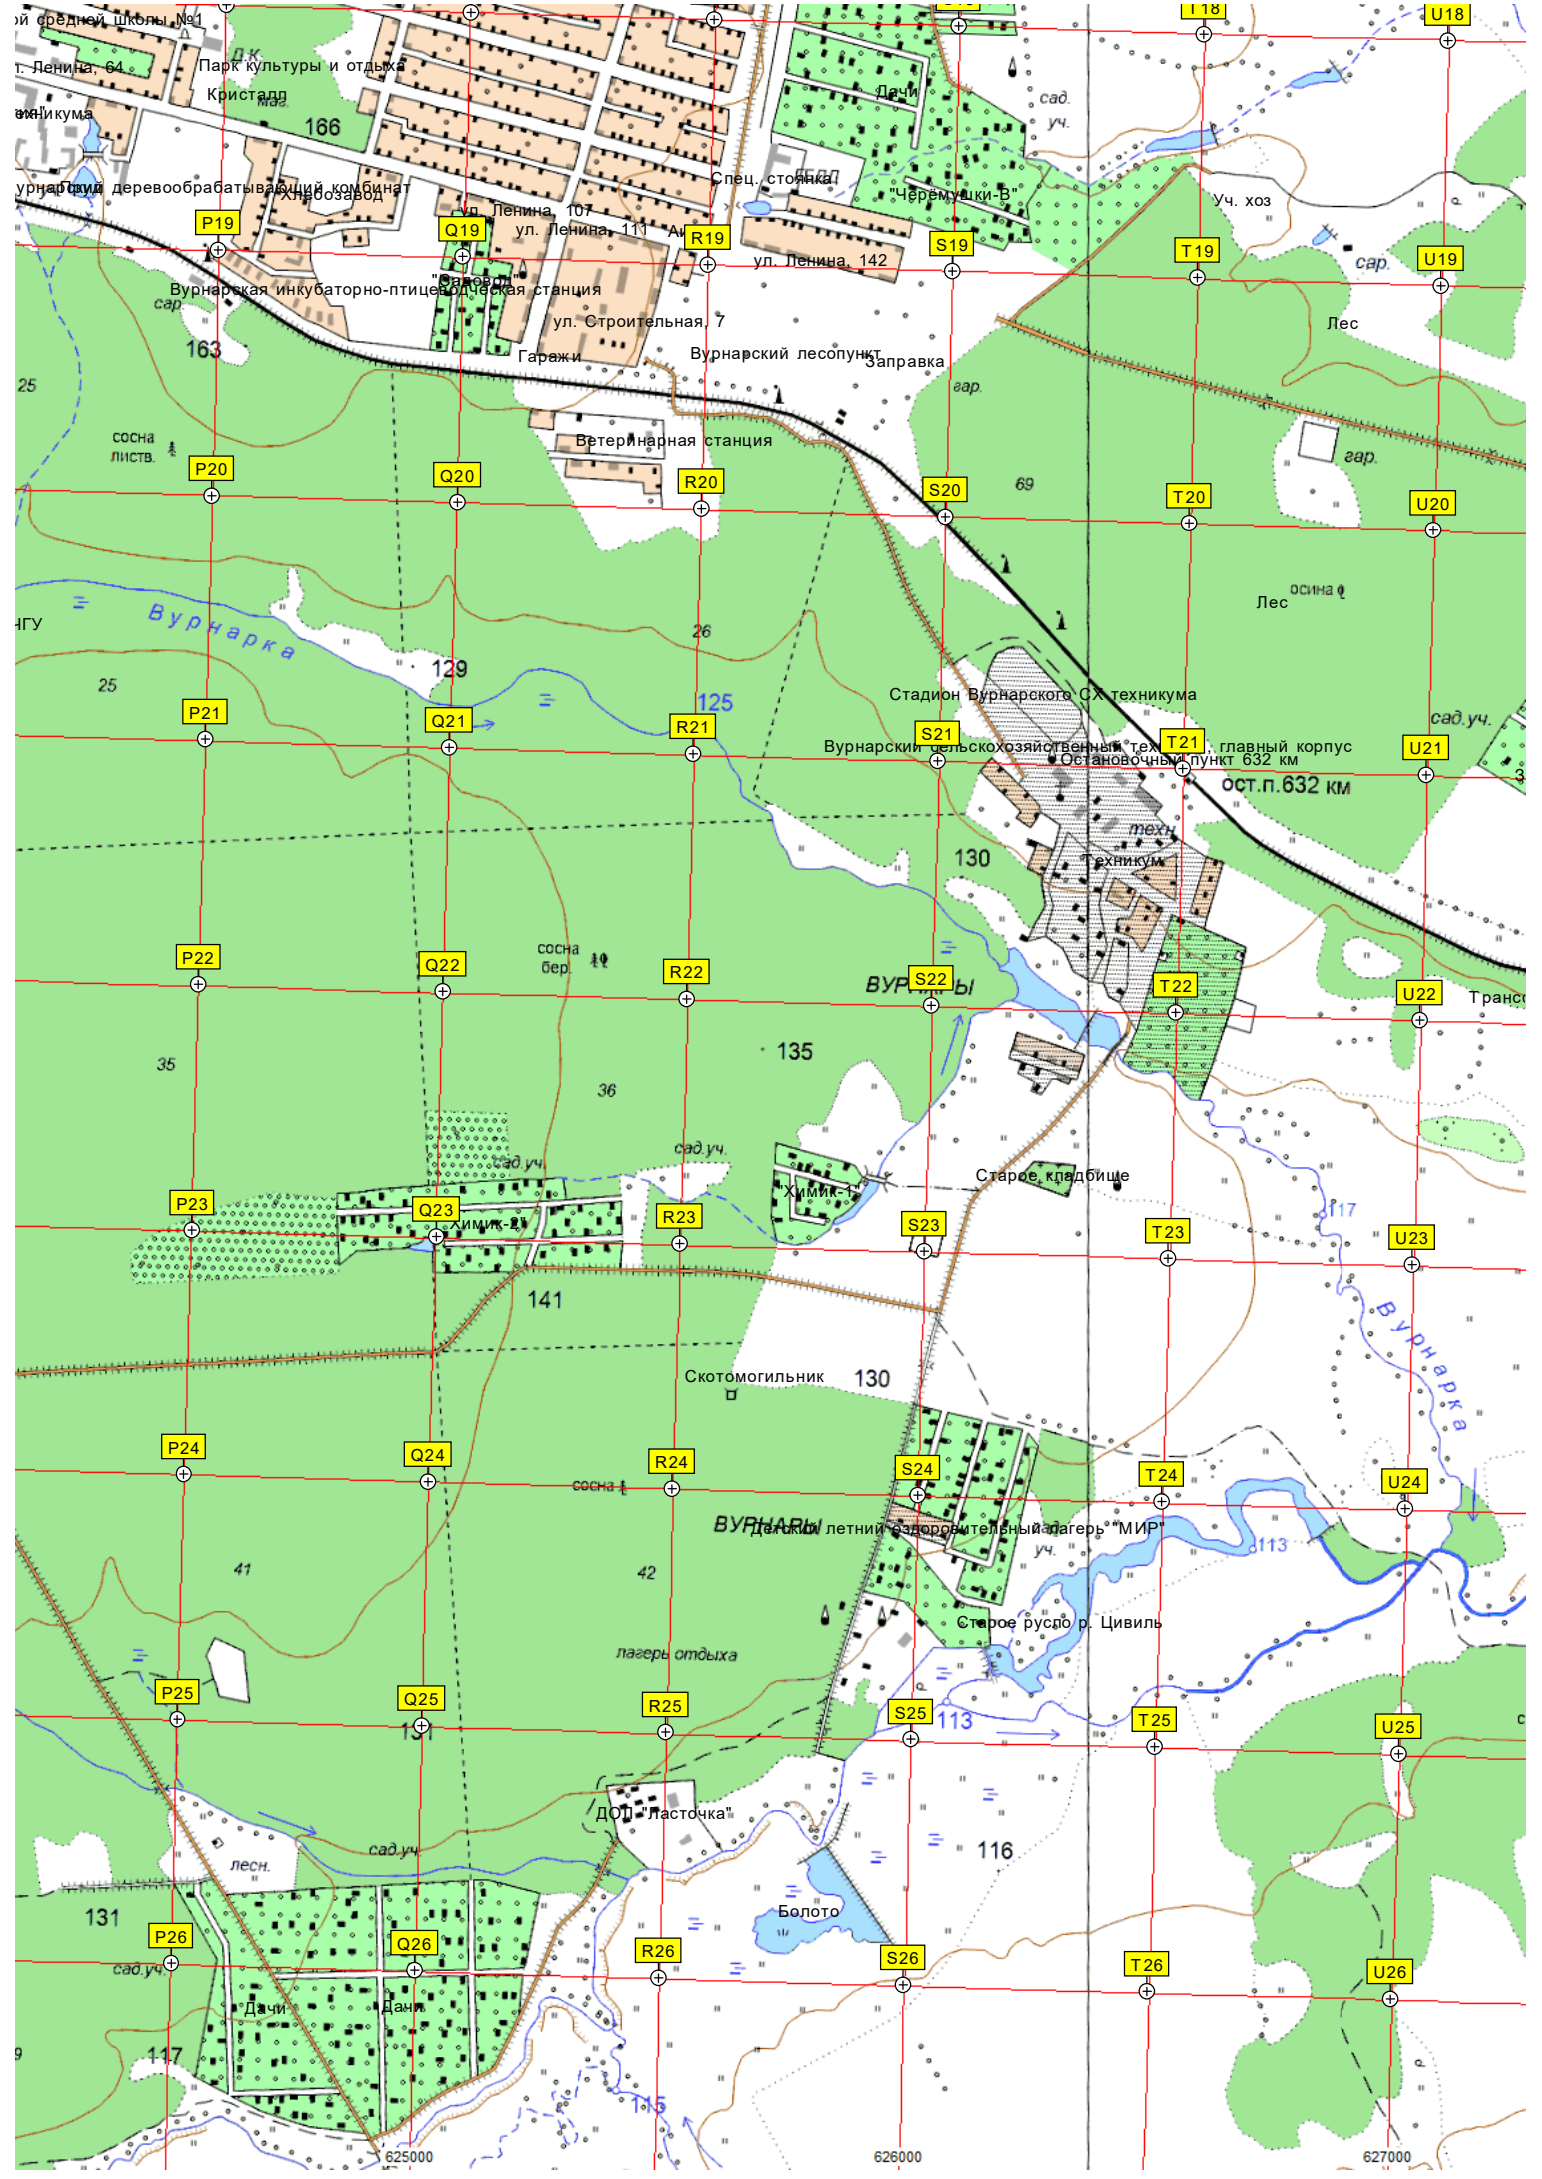 ой средней школы №1
Т18
U18
Д.К.
л. Ленина, 64
Парк культуры и отдыха
Кристалл
маг.
166
Дачи
сад.
уч.
Спец. стоянка
деревообрабатывающий комбинат
Хлебозавод
"Черёмушки-В"
Уч. хоз
ул. Ленина, 107
ул. Ленина, 111
P19
Q19
R19
S19
T19
U19
ул. Ленина, 142
сар.
"Садовод"
Вурнарская инкубаторно-птицеводческая станция
сар.
ул. Строительная, 7
Лес
163
Гаражи
Вурнарский лесопункт
Заправка
гар.
25
сосна
листв.
Ветеринарная станция
гар.
P20
Q20
R20
S20
T20
U20
69
осина
Лес
ЧГУ
Вурнарка
26
129
25
Стадион Вурнарского СХ техникума
125
сад.уч.
P21
Q21
R21
S21
T21
U21
Вурнарский сельскохозяйственный
главный корпус
Остановочный пункт 632 км
ост.п.632 км
техн
130
Техникум
сосна
бер.
P22
Q22
R22
S22
T22
U22
ВУРНАРЫ
135
35
36
сад.уч.
сад.уч.
Старое кладбище
"Химик-1"
P23
Q23
R23
S23
T23
U23
Химик-2"
117
141
Вурнарка
Скотомогильник
130
P24
Q24
R24
S24
T24
U24
сосна
ВУРНАРЫ
Детский летний оздоровительный лагерь "МИР"
уч.
113
41
42
Старое русло р. Цивиль
лагерь отдыха
P25
Q25
R25
S25
T25
U25
131
113
ДОЛ "Ласточка"
сад.уч.
116
лесн.
131
Болото
P26
Q26
R26
S26
T26
U26
сад.уч.
Дачи
Дачи
117
115
625000
626000
627000